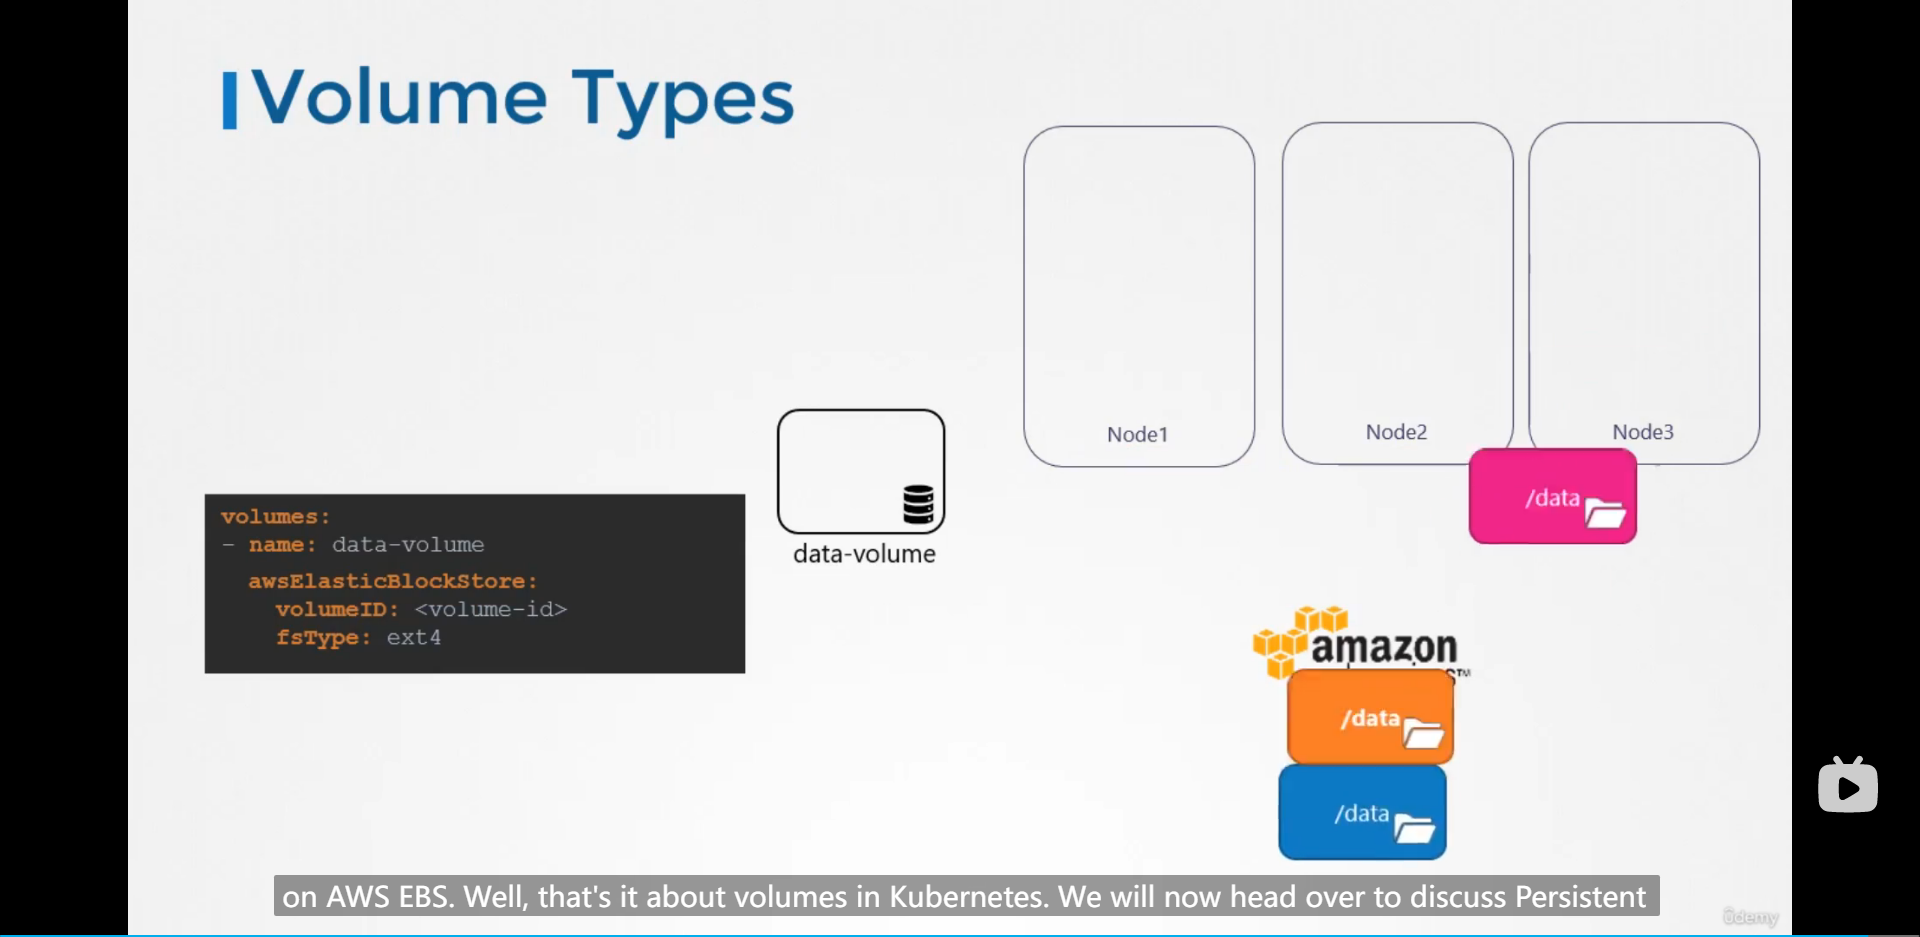 Volume Types
Node1
Node2
Node3
/data
data-volume
volumes:
- name: data-volume
awsElasticBlockStore:
volumeID: <volume-id>
fsType: ext4
amazon
/data
/data
on AWS EBS. Well, that's it about volumes in Kubernetes. We will now head over to discuss Persistent
ûdemy